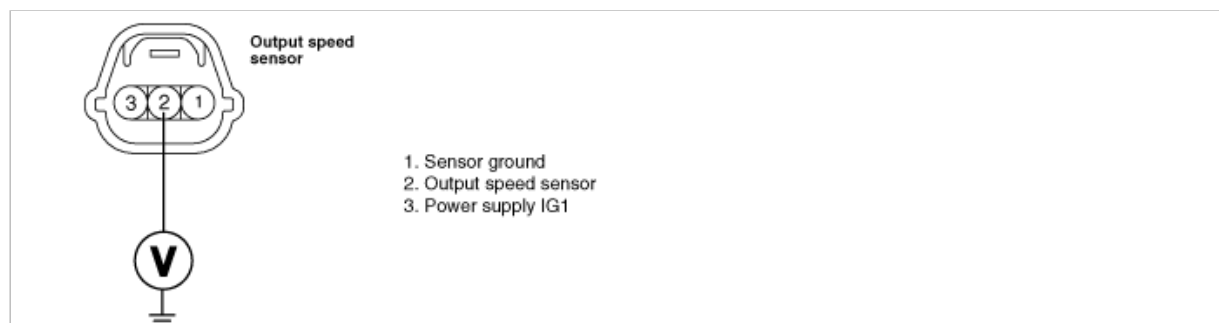 Output speed
sensor
3 2 1
1. Sensor ground
2. Output speed sensor
3. Power supply IG1
V